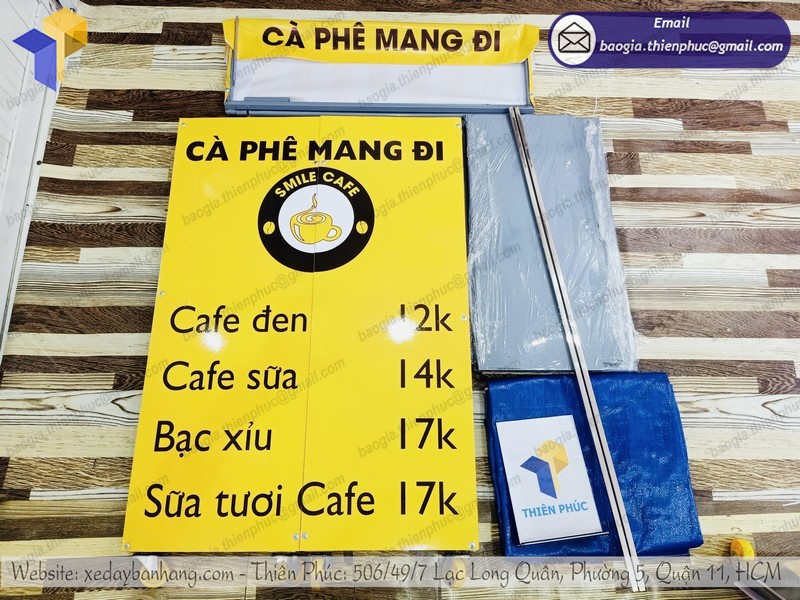 CÀ PHÊ MANG ĐI
Email
baogia.thienphuc@gmail.com
CÀ PHÊ MANG ĐI
SMILE CAFE
Cafe đen 12k
Cafe sữa 14k
Bạc xỉu 17k
Sữa tươi Cafe 17k
THIÊN PHÚC
Website: xedaybanhang.com - Thiên Phúc: 506/49/7 Lạc Long Quân, Phường 5, Quận 11, HCM